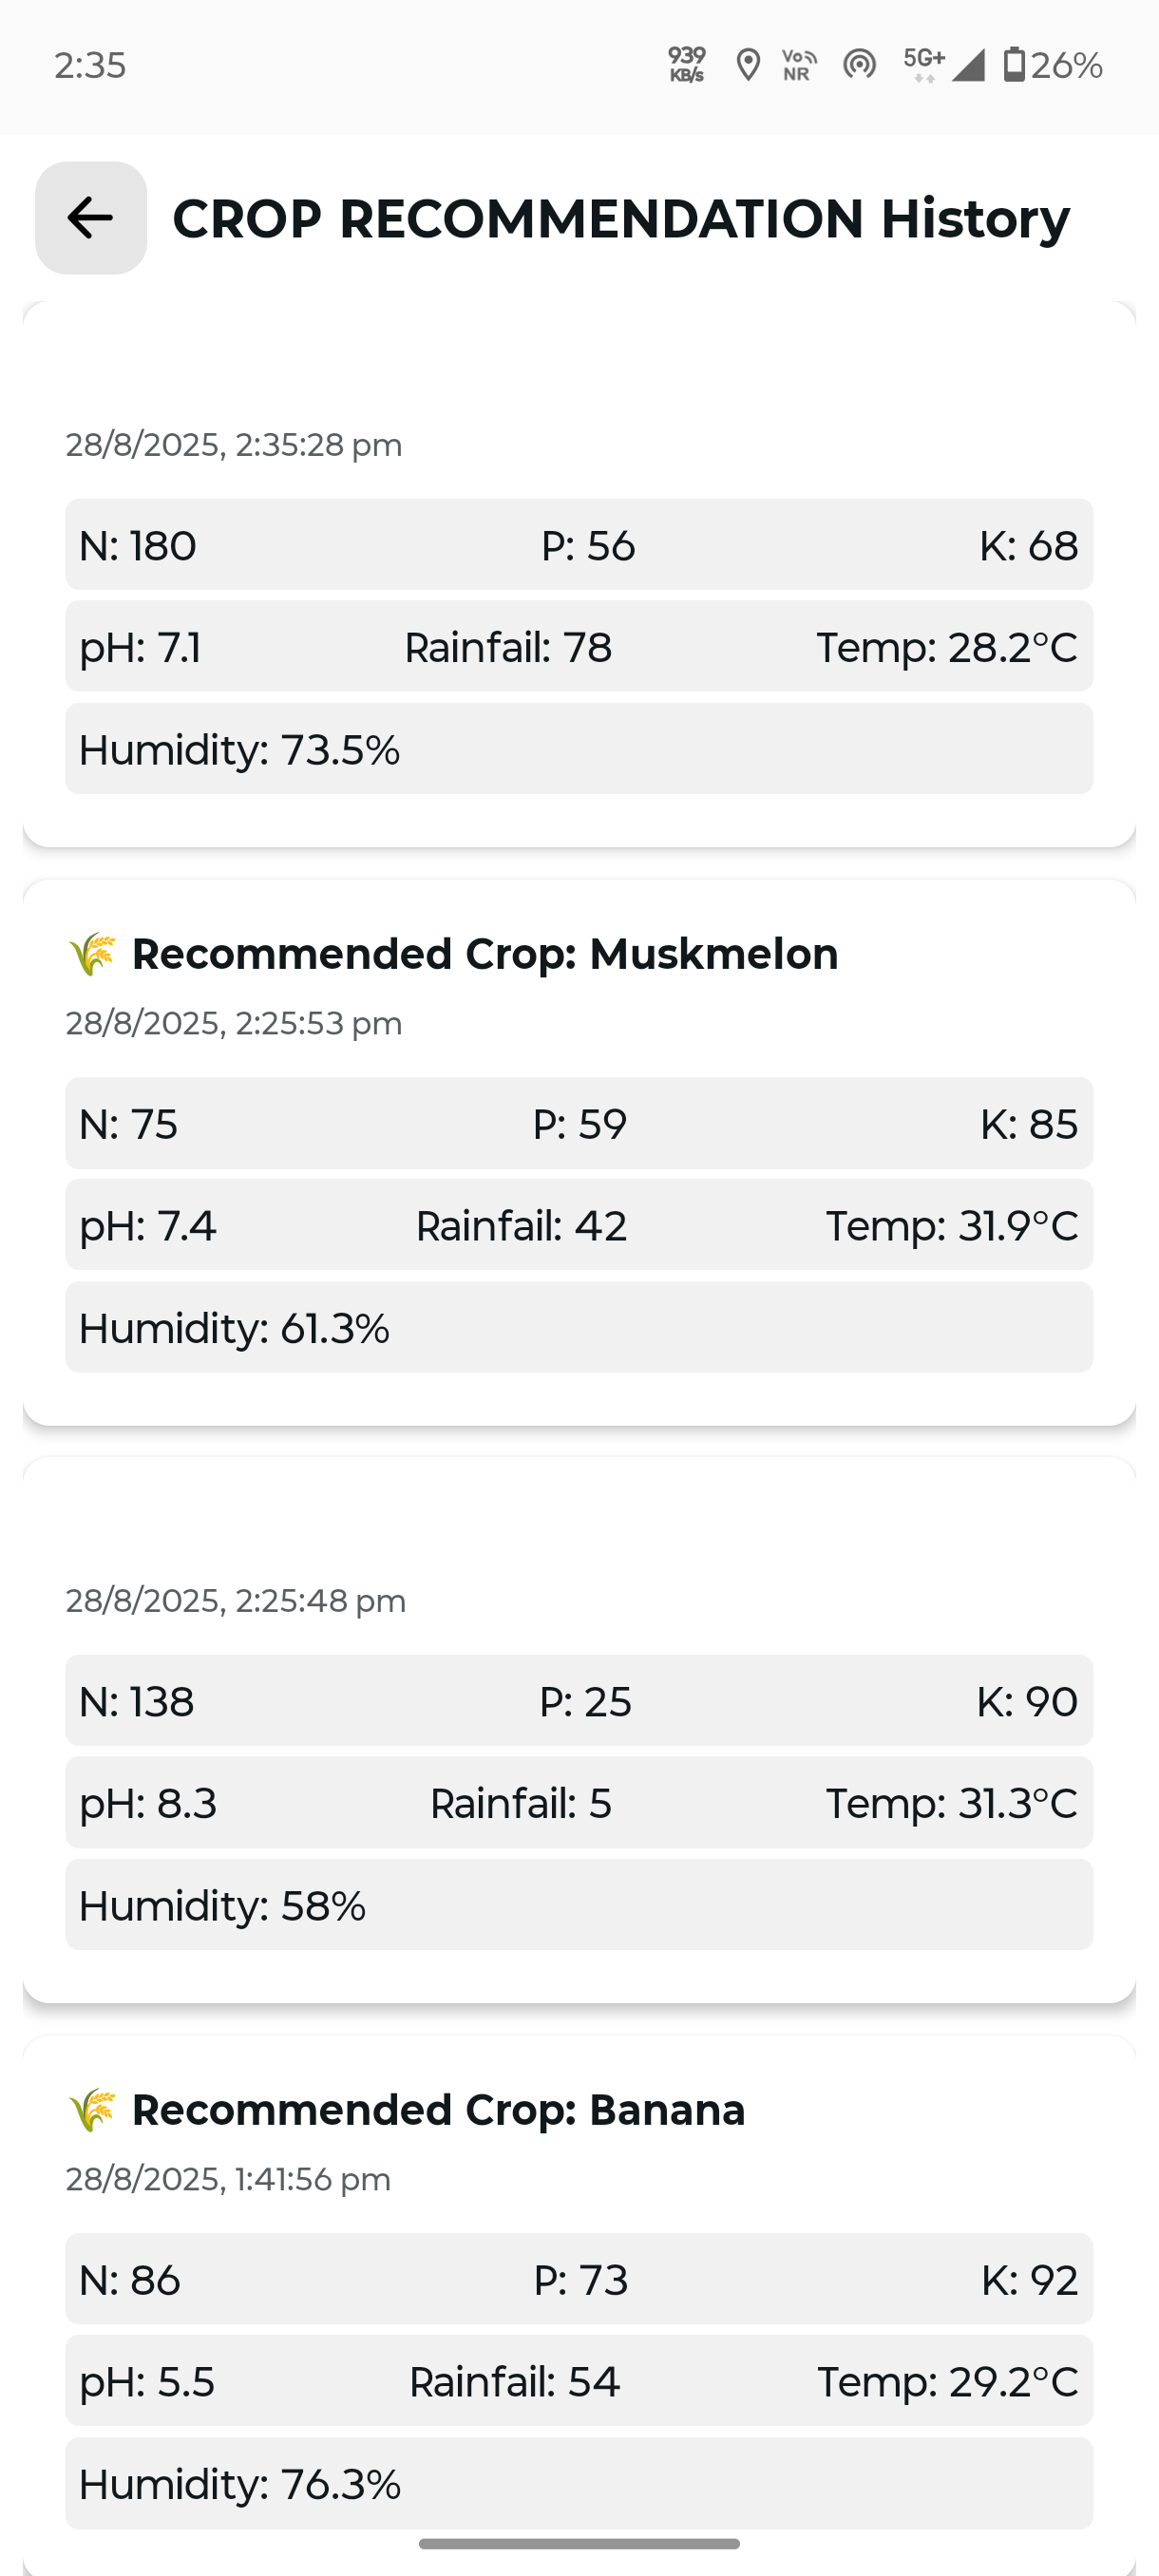 2:35 939 KB/s Vo NR 5G+ 26%
CROP RECOMMENDATION History
28/8/2025, 2:35:28 pm
N: 180 P: 56 K: 68
pH: 7.1 Rainfail: 78 Temp: 28.2°C
Humidity: 73.5%
🌾 Recommended Crop: Muskmelon
28/8/2025, 2:25:53 pm
N: 75 P: 59 K: 85
pH: 7.4 Rainfail: 42 Temp: 31.9°C
Humidity: 61.3%
28/8/2025, 2:25:48 pm
N: 138 P: 25 K: 90
pH: 8.3 Rainfail: 5 Temp: 31.3°C
Humidity: 58%
🌾 Recommended Crop: Banana
28/8/2025, 1:41:56 pm
N: 86 P: 73 K: 92
pH: 5.5 Rainfail: 54 Temp: 29.2°C
Humidity: 76.3%